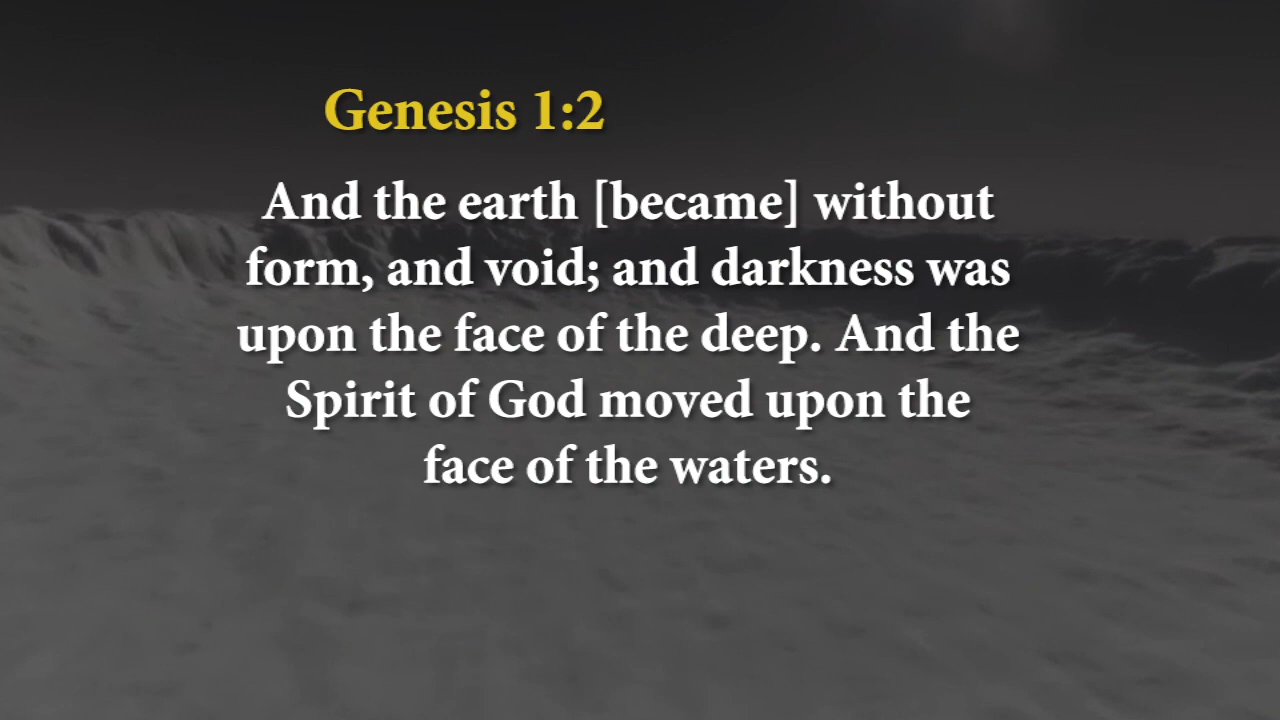 Genesis 1:2
And the earth [became] without
form, and void; and darkness was
upon the face of the deep. And the
Spirit of God moved upon the
face of the waters.